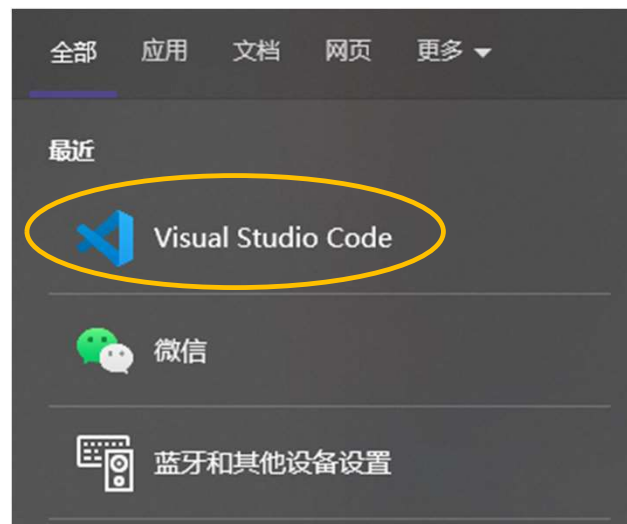 全部 应用 文档 网页 更多
最近
Visual Studio Code
微信
蓝牙和其他设备设置